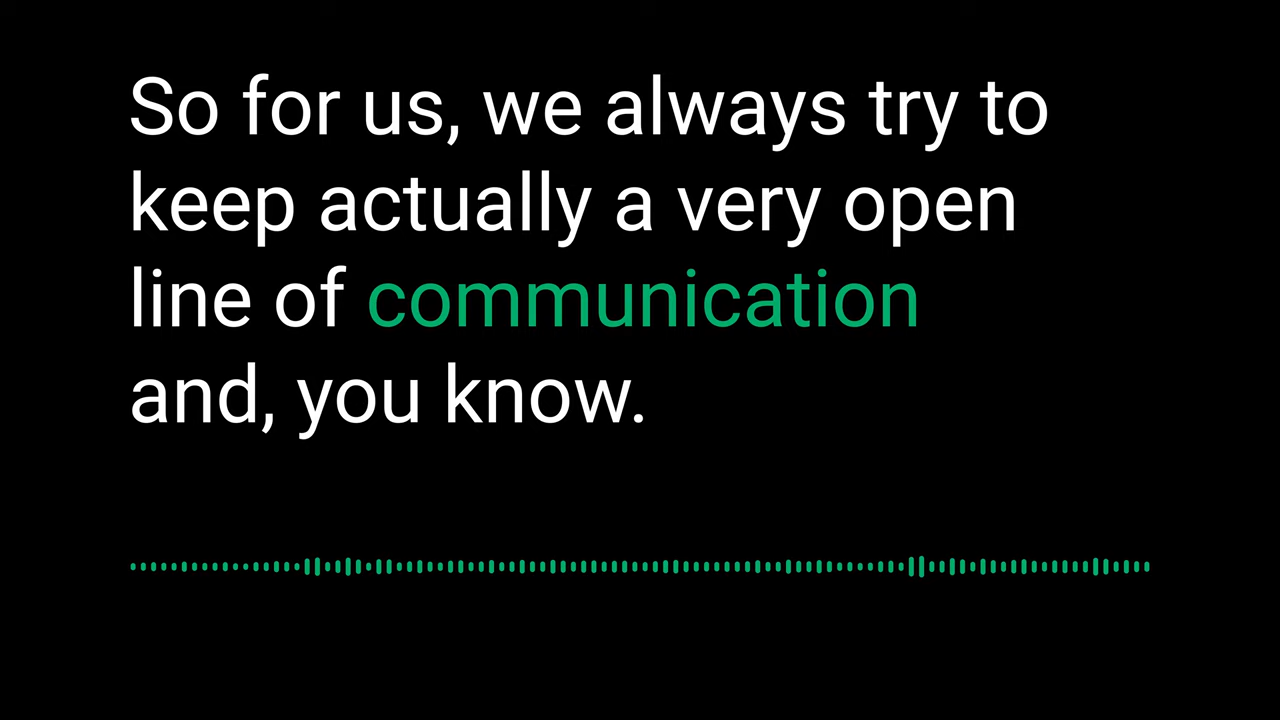 So for us, we always try to
keep actually a very open
line of communication
and, you know.